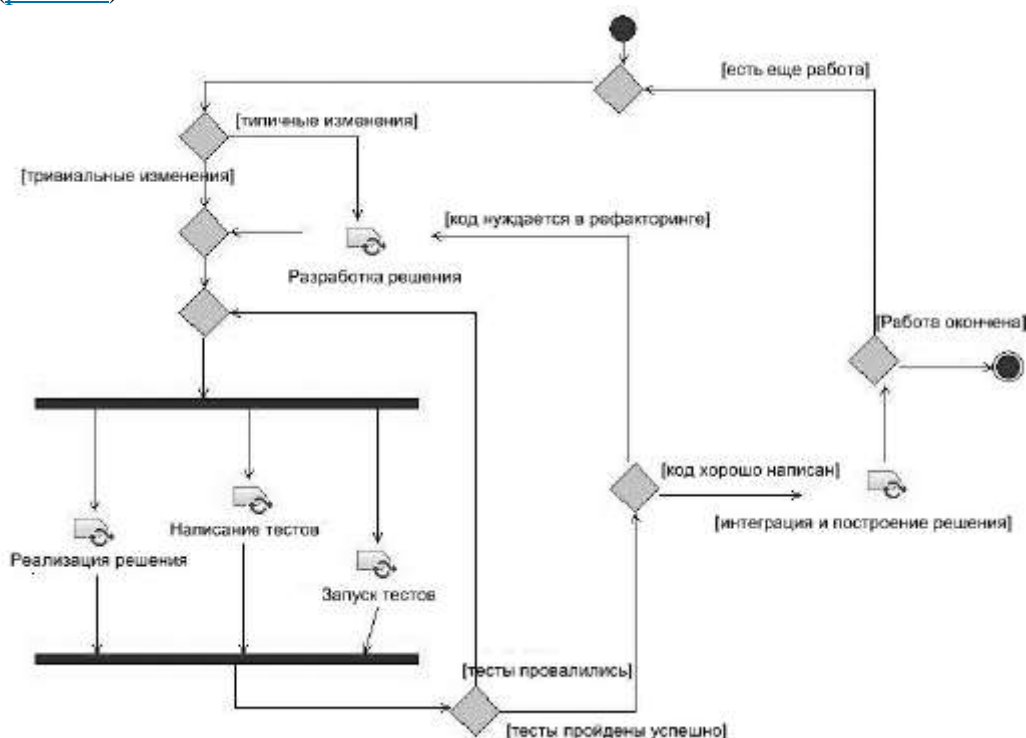 [есть еще работа]
[типичные изменения]
[тривиальные изменения]
[код нуждается в рефакторинге]
Разработка решения
[Работа окончена]
[код хорошо написан]
[интеграция и построение решения]
Написание тестов
Реализация решения
Запуск тестов
[тесты провалились]
[тесты пройдены успешно]